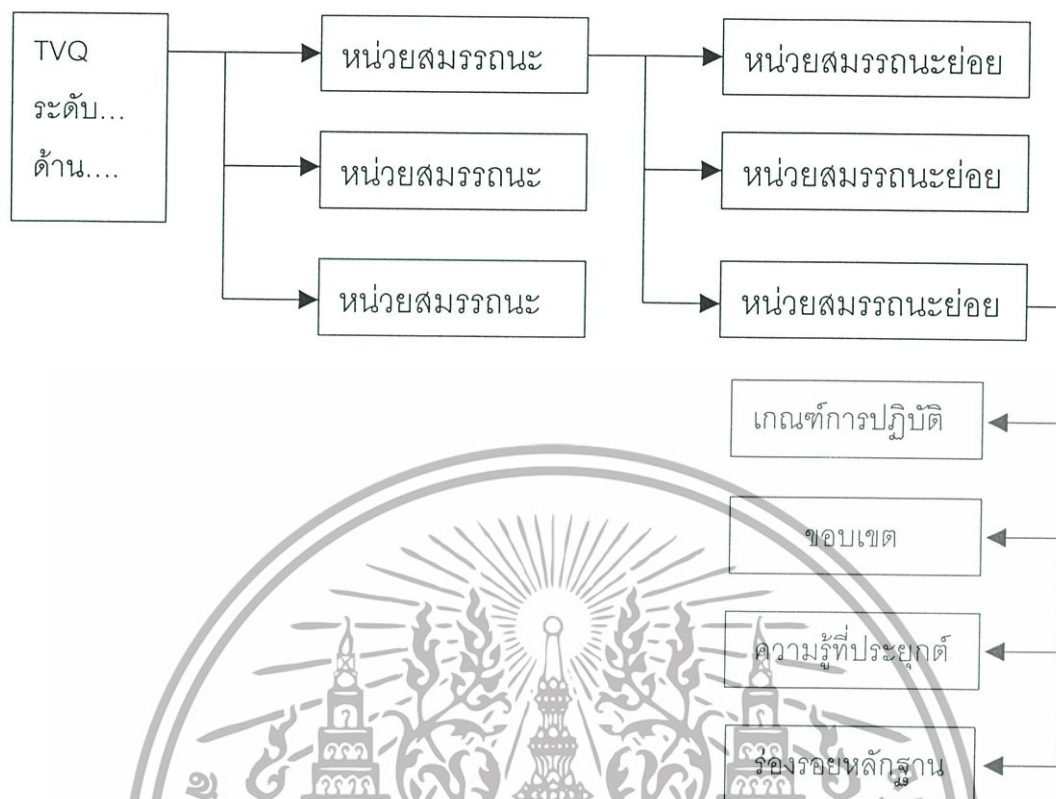 TVQ
ระดับ...
ด้าน....
หน่วยสมรรถนะ
หน่วยสมรรถนะย่อย
หน่วยสมรรถนะ
หน่วยสมรรถนะย่อย
หน่วยสมรรถนะ
หน่วยสมรรถนะย่อย
เกณฑ์การปฏิบัติ
ขอบเขต
ความรู้ที่ประยุกต์
ร่องรอยหลักฐาน